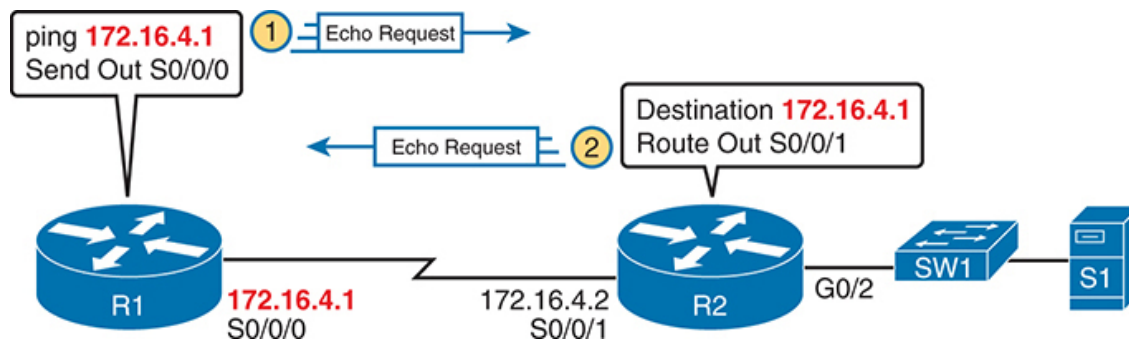 ping 172.16.4.1
Send Out S0/0/0
1
Echo Request
Destination 172.16.4.1
Route Out S0/0/1
Echo Request
2
R1
172.16.4.1
S0/0/0
172.16.4.2
S0/0/1
R2
G0/2
SW1
S1